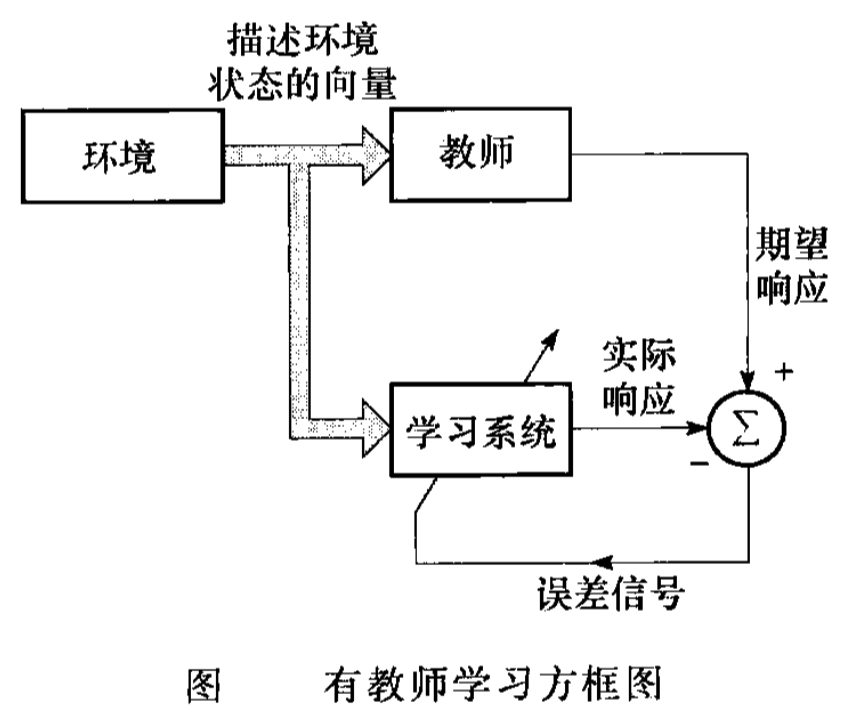 描述环境
状态的向量
环境
教师
期望
响应
+
实际
响应
学习系统
Σ
−
误差信号
图 有教师学习方框图